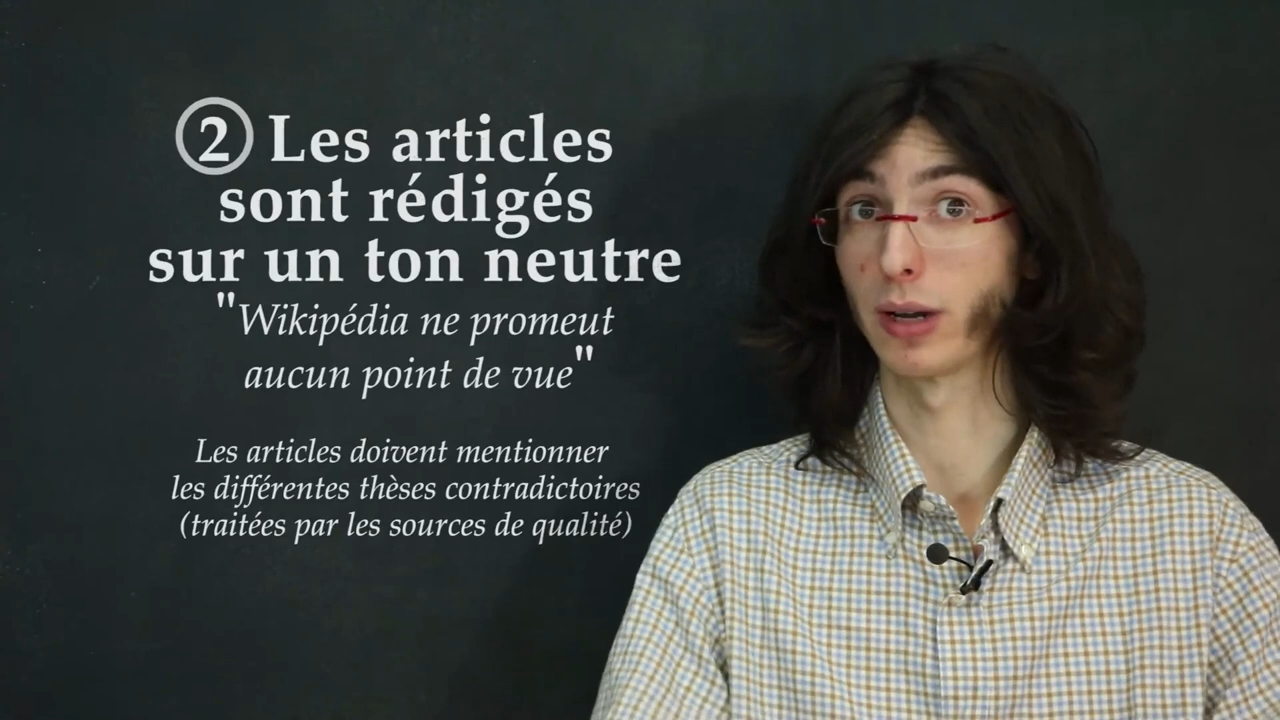 ② Les articles
sont rédigés
sur un ton neutre
"Wikipédia ne promeut
aucun point de vue"
Les articles doivent mentionner
les différentes thèses contradictoires
(traitées par les sources de qualité)